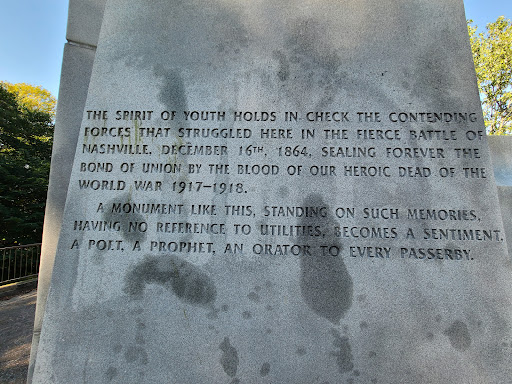 THE SPIRIT OF YOUTH HOLDS IN CHECK THE CONTENDING
FORCES THAT STRUGGLED HERE IN THE FIERCE BATTLE OF
NASHVILLE, DECEMBER 16TH, 1864, SEALING FOREVER THE
BOND OF UNION BY THE BLOOD OF OUR HEROIC DEAD OF THE
WORLD WAR 1917–1918.
A MONUMENT LIKE THIS, STANDING ON SUCH MEMORIES,
HAVING NO REFERENCE TO UTILITIES, BECOMES A SENTIMENT,
A POET, A PROPHET, AN ORATOR TO EVERY PASSERBY.